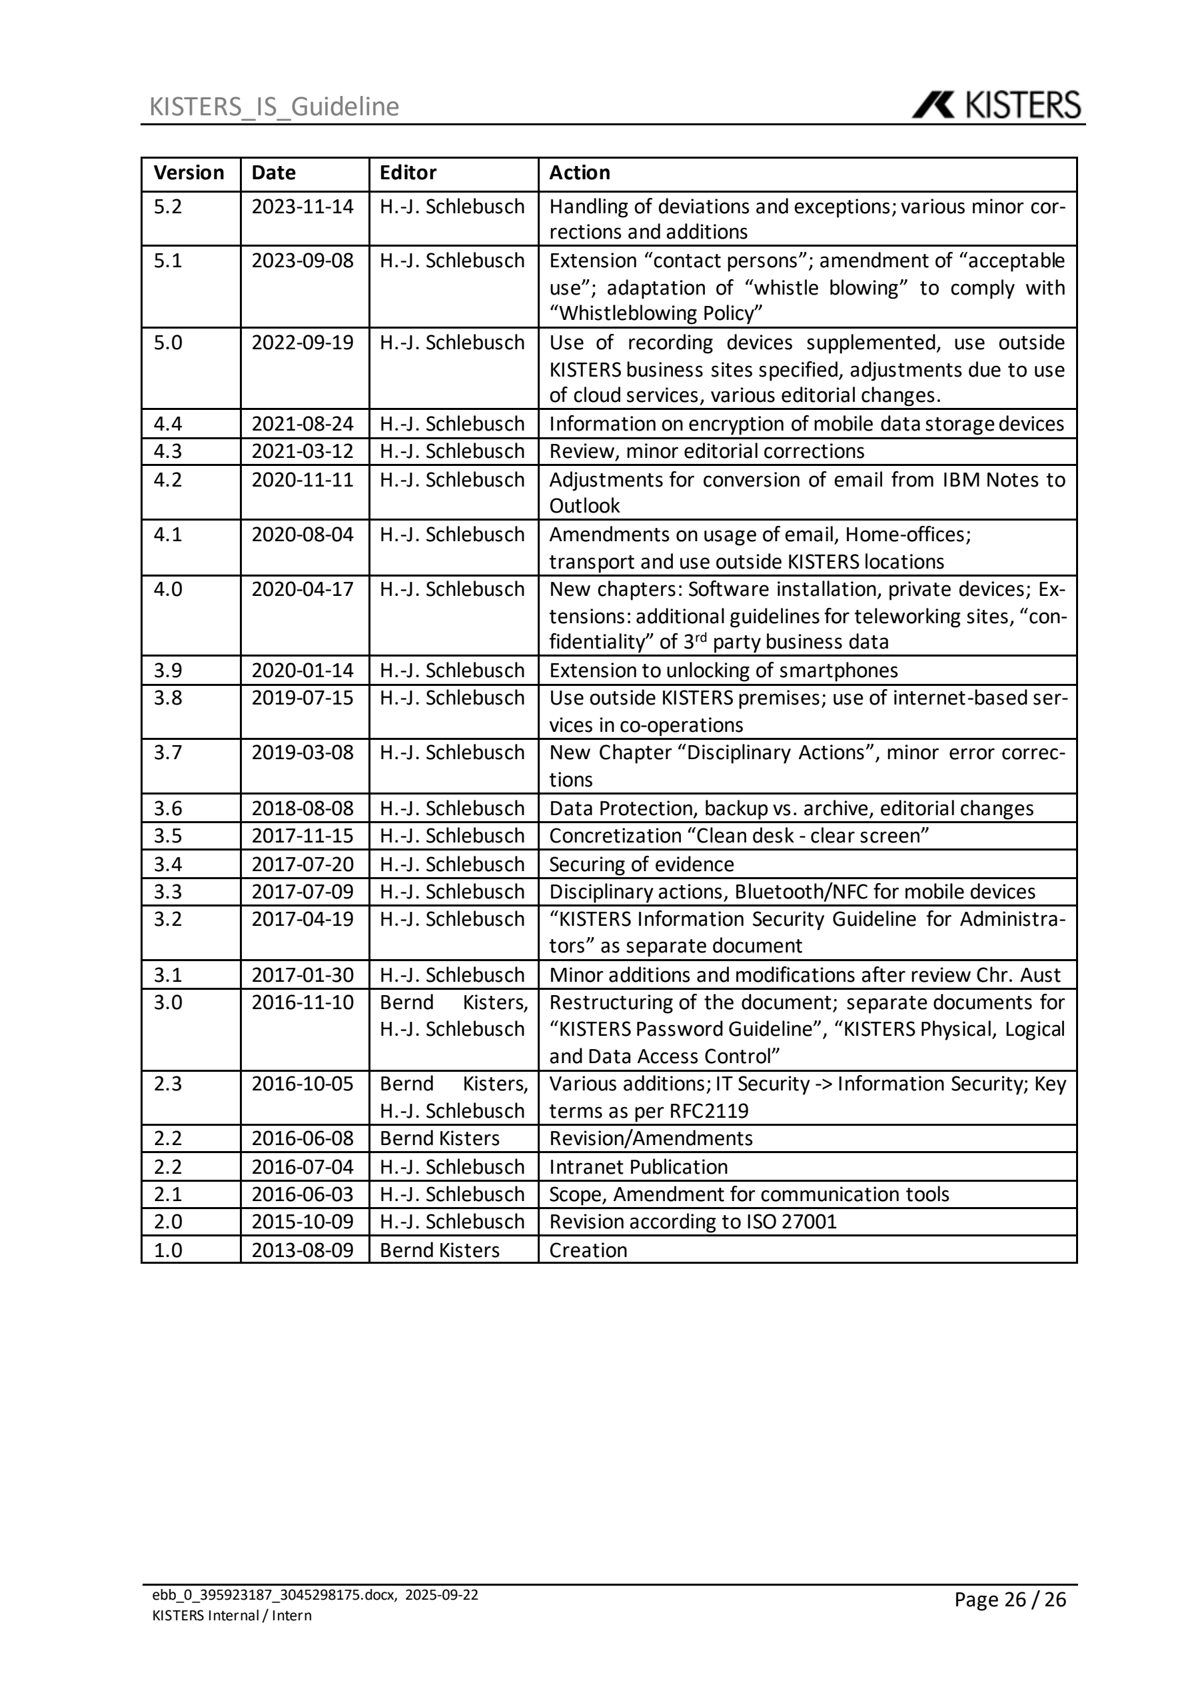 KISTERS_IS_Guideline
KISTERS
Version Date Editor Action
5.2 2023-11-14 H.-J. Schlebusch Handling of deviations and exceptions; various minor cor-
rections and additions
5.1 2023-09-08 H.-J. Schlebusch Extension “contact persons”; amendment of “acceptable
use”; adaptation of “whistle blowing” to comply with
“Whistleblowing Policy”
5.0 2022-09-19 H.-J. Schlebusch Use of recording devices supplemented, use outside
KISTERS business sites specified, adjustments due to use
of cloud services, various editorial changes.
4.4 2021-08-24 H.-J. Schlebusch Information on encryption of mobile data storage devices
4.3 2021-03-12 H.-J. Schlebusch Review, minor editorial corrections
4.2 2020-11-11 H.-J. Schlebusch Adjustments for conversion of email from IBM Notes to
Outlook
4.1 2020-08-04 H.-J. Schlebusch Amendments on usage of email, Home-offices;
transport and use outside KISTERS locations
4.0 2020-04-17 H.-J. Schlebusch New chapters: Software installation, private devices; Ex-
tensions: additional guidelines for teleworking sites, “con-
fidentiality” of 3rd party business data
3.9 2020-01-14 H.-J. Schlebusch Extension to unlocking of smartphones
3.8 2019-07-15 H.-J. Schlebusch Use outside KISTERS premises; use of internet-based ser-
vices in co-operations
3.7 2019-03-08 H.-J. Schlebusch New Chapter “Disciplinary Actions”, minor error correc-
tions
3.6 2018-08-08 H.-J. Schlebusch Data Protection, backup vs. archive, editorial changes
3.5 2017-11-15 H.-J. Schlebusch Concretization “Clean desk - clear screen”
3.4 2017-07-20 H.-J. Schlebusch Securing of evidence
3.3 2017-07-09 H.-J. Schlebusch Disciplinary actions, Bluetooth/NFC for mobile devices
3.2 2017-04-19 H.-J. Schlebusch “KISTERS Information Security Guideline for Administra-
tors” as separate document
3.1 2017-01-30 H.-J. Schlebusch Minor additions and modifications after review Chr. Aust
3.0 2016-11-10 Bernd Kisters, Restructuring of the document; separate documents for
H.-J. Schlebusch “KISTERS Password Guideline”, “KISTERS Physical, Logical
and Data Access Control”
2.3 2016-10-05 Bernd Kisters, Various additions; IT Security -> Information Security; Key
H.-J. Schlebusch terms as per RFC2119
2.2 2016-06-08 Bernd Kisters Revision/Amendments
2.2 2016-07-04 H.-J. Schlebusch Intranet Publication
2.1 2016-06-03 H.-J. Schlebusch Scope, Amendment for communication tools
2.0 2015-10-09 H.-J. Schlebusch Revision according to ISO 27001
1.0 2013-08-09 Bernd Kisters Creation
ebb_0_395923187_3045298175.docx, 2025-09-22
Page 26 / 26
KISTERS Internal / Intern